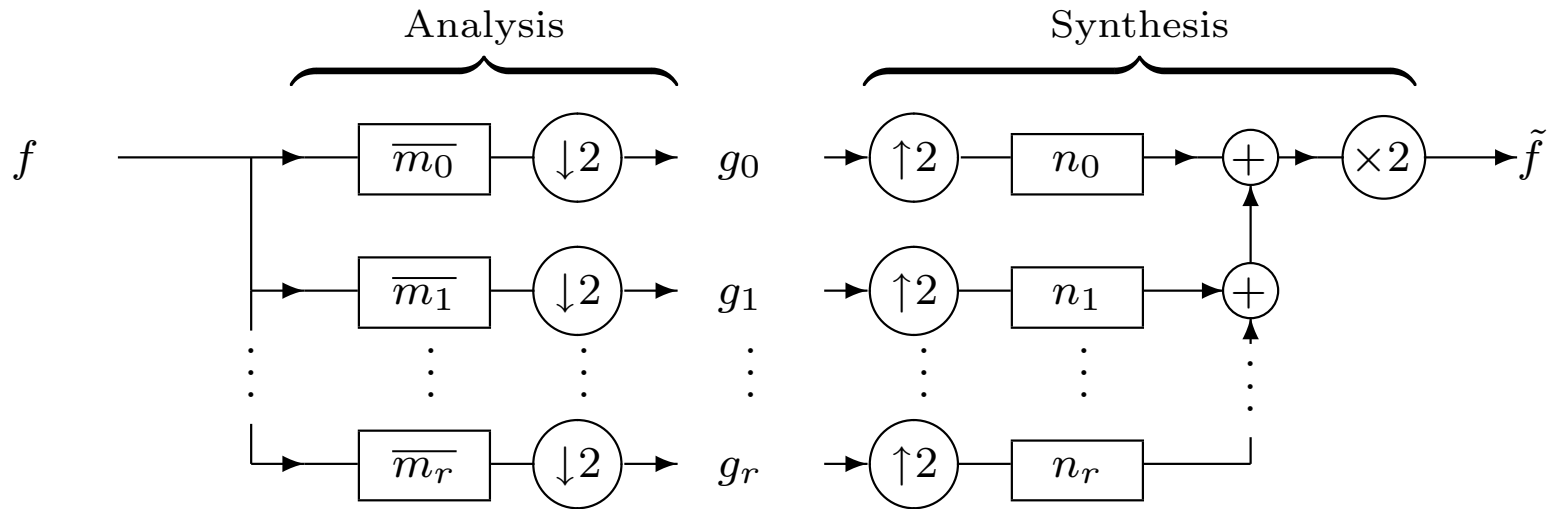 Analysis Synthesis
f m̅₀ ↓2 g₀ ↑2 n₀ + ×2 f̃
m̅₁ ↓2 g₁ ↑2 n₁ +
m̅ᵣ ↓2 gᵣ ↑2 nᵣ